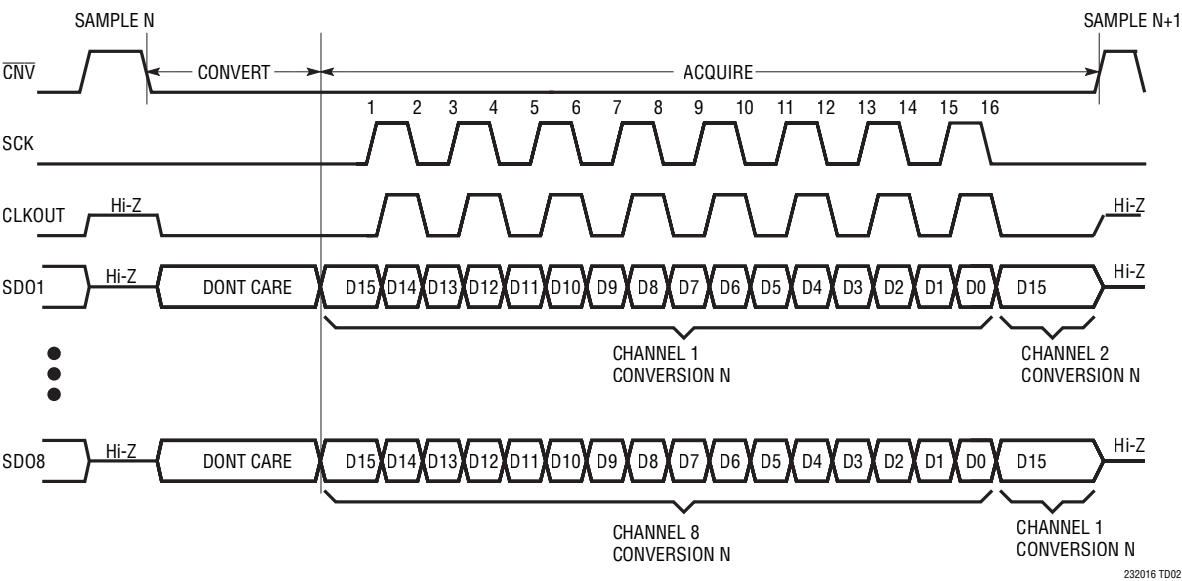 SAMPLE N
SAMPLE N+1
CNV
CONVERT
ACQUIRE
1 2 3 4 5 6 7 8 9 10 11 12 13 14 15 16
SCK
CLKOUT
Hi-Z
Hi-Z
SDO1
Hi-Z
DONT CARE
D15 D14 D13 D12 D11 D10 D9 D8 D7 D6 D5 D4 D3 D2 D1 D0
D15
Hi-Z
CHANNEL 1
CONVERSION N
CHANNEL 2
CONVERSION N
SDO8
Hi-Z
DONT CARE
D15 D14 D13 D12 D11 D10 D9 D8 D7 D6 D5 D4 D3 D2 D1 D0
D15
Hi-Z
CHANNEL 8
CONVERSION N
CHANNEL 1
CONVERSION N
232016 TD02